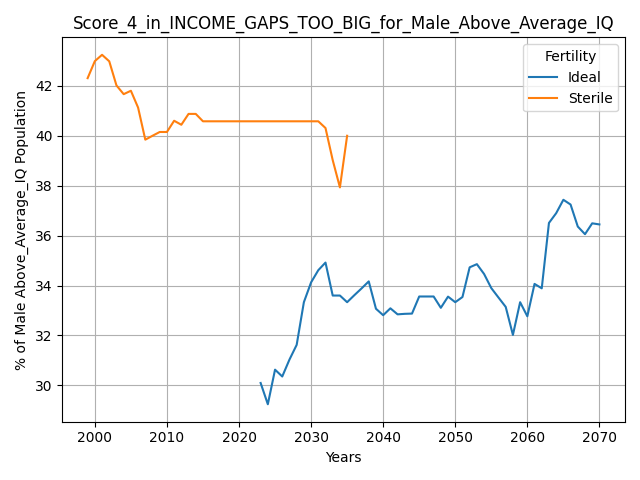 Score_4_in_INCOME_GAPS_TOO_BIG_for_Male_Above_Average_IQ
Fertility
Ideal
Sterile
% of Male Above_Average_IQ Population
42
40
38
36
34
32
30
2000
2010
2020
2030
2040
2050
2060
2070
Years